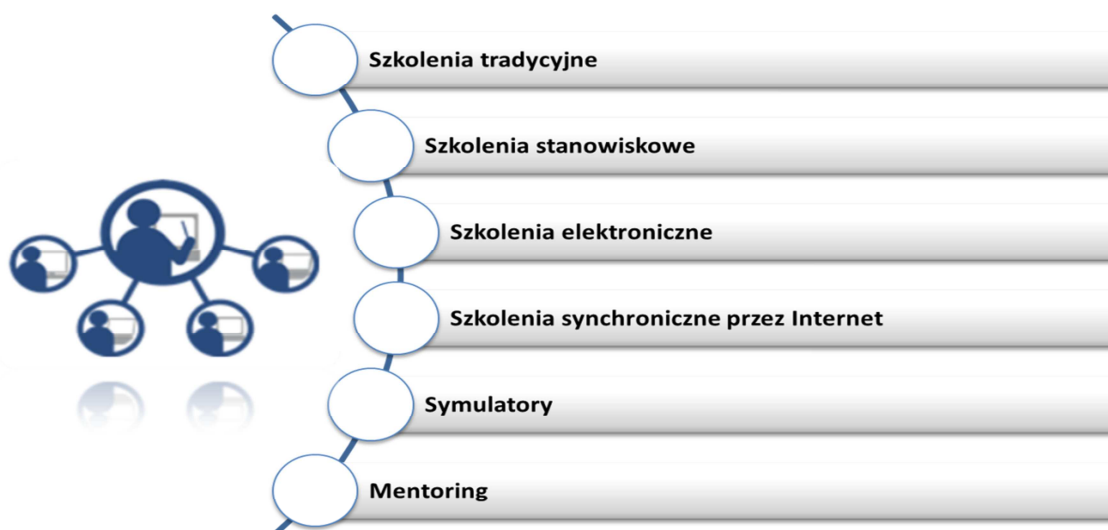 Szkolenia tradycyjne
Szkolenia stanowiskowe
Szkolenia elektroniczne
Szkolenia synchroniczne przez Internet
Symulatory
Mentoring